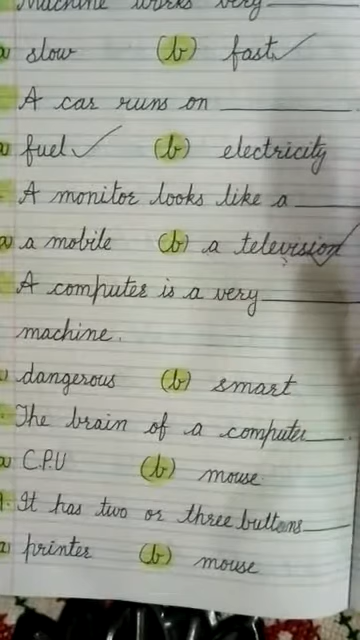 Machine works very
a slow (b) fast ✓
A car runs on
a fuel ✓ (b) electricity
A monitor looks like a
a a mobile (b) a television ✓
A computer is a very
machine.
dangerous (b) smart
The brain of a computer
a C.P.U (b) mouse
It has two or three buttons
a printer (b) mouse